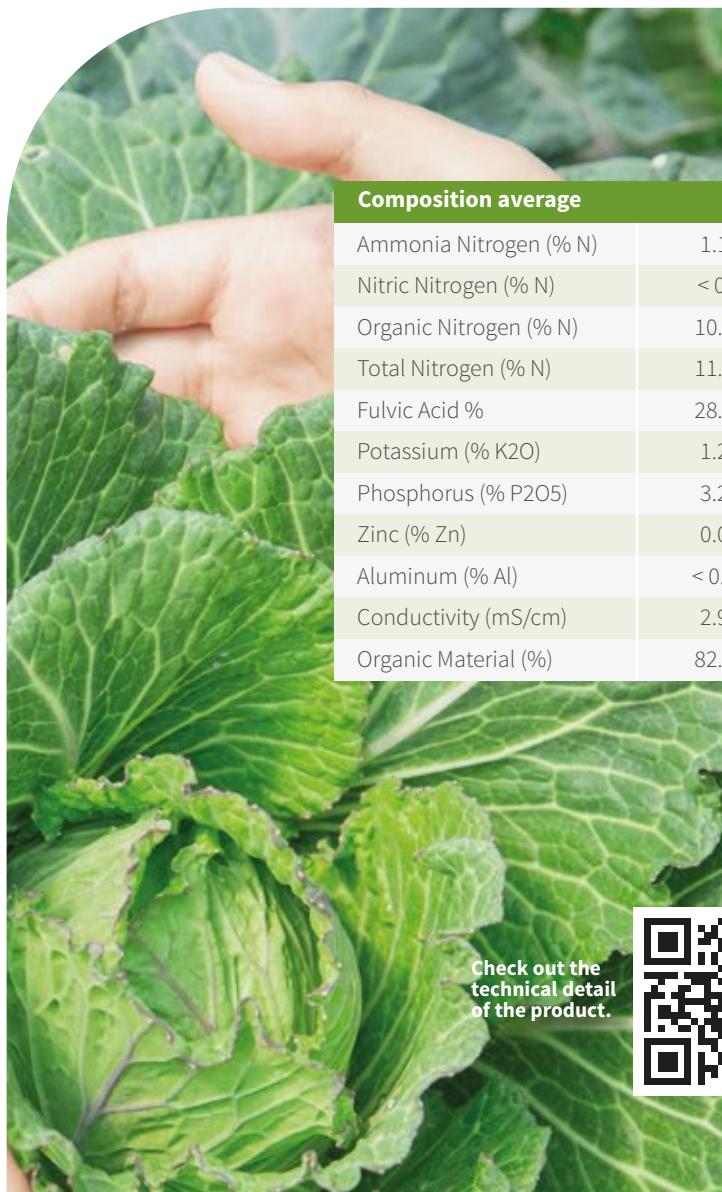 Composition average
Ammonia Nitrogen (% N) 1.1
Nitric Nitrogen (% N) < 0
Organic Nitrogen (% N) 10.
Total Nitrogen (% N) 11.
Fulvic Acid % 28.
Potassium (% K2O) 1.2
Phosphorus (% P2O5) 3.2
Zinc (% Zn) 0.0
Aluminum (% Al) < 0.
Conductivity (mS/cm) 2.9
Organic Material (%) 82.
Check out the
technical detail
of the product.